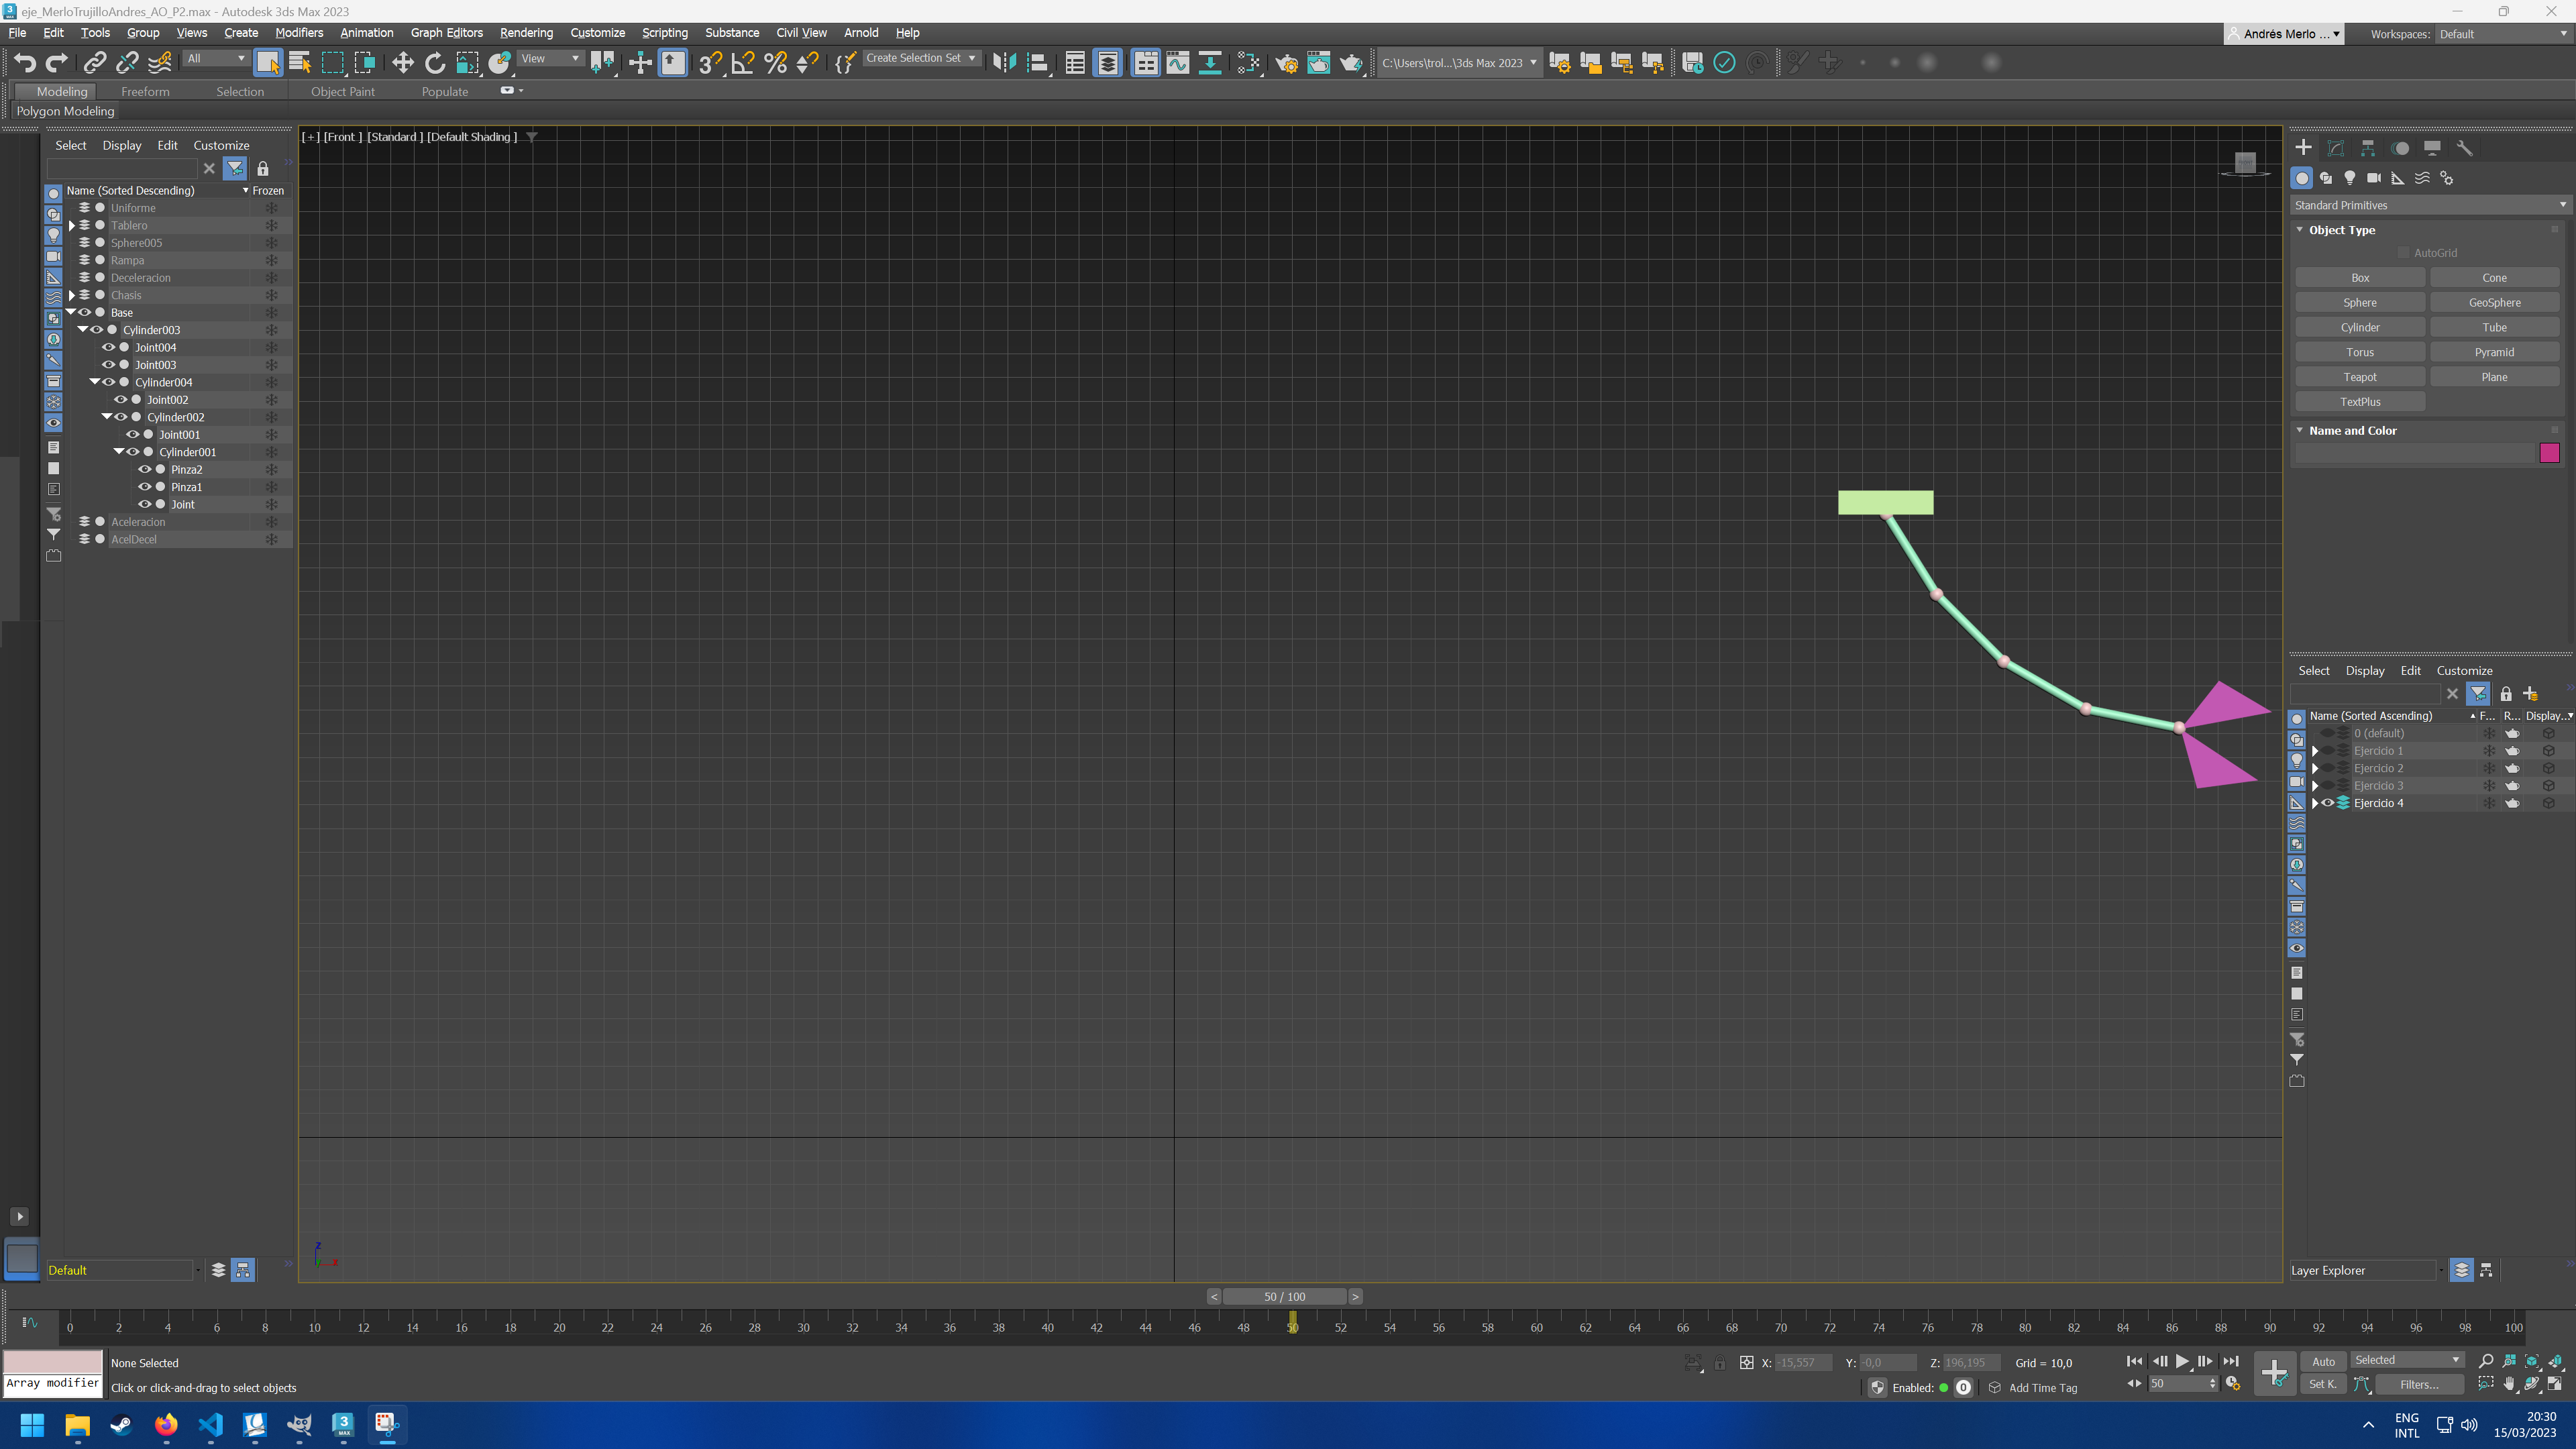 eje_MerloTrujilloAndres_AO_P2.max - Autodesk 3ds Max 2023
File Edit Tools Group Views Create Modifiers Animation Graph Editors Rendering Customize Scripting Substance Civil View Arnold Help
Andrés Merlo ... Workspaces: Default
All View Create Selection Set C:\Users\trol...\3ds Max 2023
Modeling Freeform Selection Object Paint Populate
Polygon Modeling
Select Display Edit Customize
Name (Sorted Descending) Frozen
Uniforme
Tablero
Sphere005
Rampa
Deceleracion
Chasis
Base
Cylinder003
Joint004
Joint003
Cylinder004
Joint002
Cylinder002
Joint001
Cylinder001
Pinza2
Pinza1
Joint
Aceleracion
AcelDecel
Default
[+] [Front ] [Standard ] [Default Shading ]
z
x
Standard Primitives
Object Type
AutoGrid
Box Cone
Sphere GeoSphere
Cylinder Tube
Torus Pyramid
Teapot Plane
TextPlus
Name and Color
Select Display Edit Customize
Name (Sorted Ascending) F... R... Display...
0 (default)
Ejercicio 1
Ejercicio 2
Ejercicio 3
Ejercicio 4
Layer Explorer
< 50 / 100 >
0 2 4 6 8 10 12 14 16 18 20 22 24 26 28 30 32 34 36 38 40 42 44 46 48 50 52 54 56 58 60 62 64 66 68 70 72 74 76 78 80 82 84 86 88 90 92 94 96 98 100
None Selected
Array modifier
Click or click-and-drag to select objects
X: -15,557 Y: -0,0 Z: 196,195 Grid = 10,0
Enabled: 0 Add Time Tag
50
Auto Selected
Set K. Filters...
ENG
INTL
20:30
15/03/2023